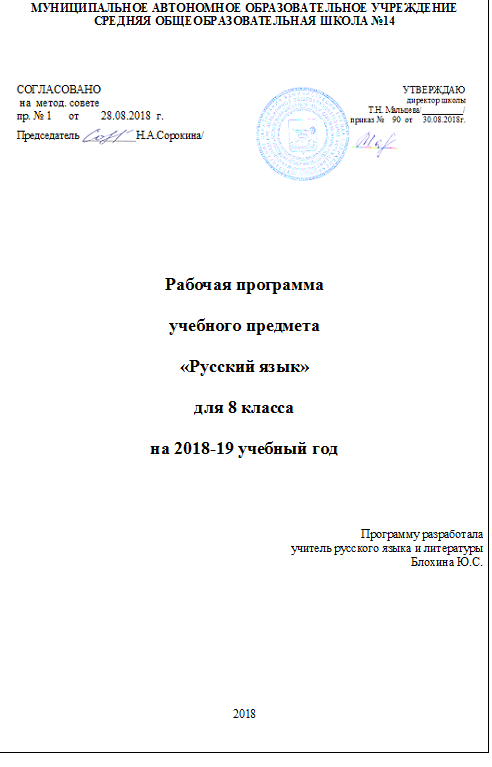 МУНИЦИПАЛЬНОЕ АВТОНОМНОЕ ОБРАЗОВАТЕЛЬНОЕ УЧРЕЖДЕНИЕ
СРЕДНЯЯ ОБЩЕОБРАЗОВАТЕЛЬНАЯ ШКОЛА №14
СОГЛАСОВАНО
на метод. совете
пр. № 1 от 28.08.2018 г.
Председатель ________Н.А.Сорокина/
УТВЕРЖДАЮ
директор школы
Т.Н. Мальцева/__________/
приказ № 90 от 30.08.2018г.
Рабочая программа
учебного предмета
«Русский язык»
для 8 класса
на 2018-19 учебный год
Программу разработала
учитель русского языка и литературы
Блохина Ю.С.
2018